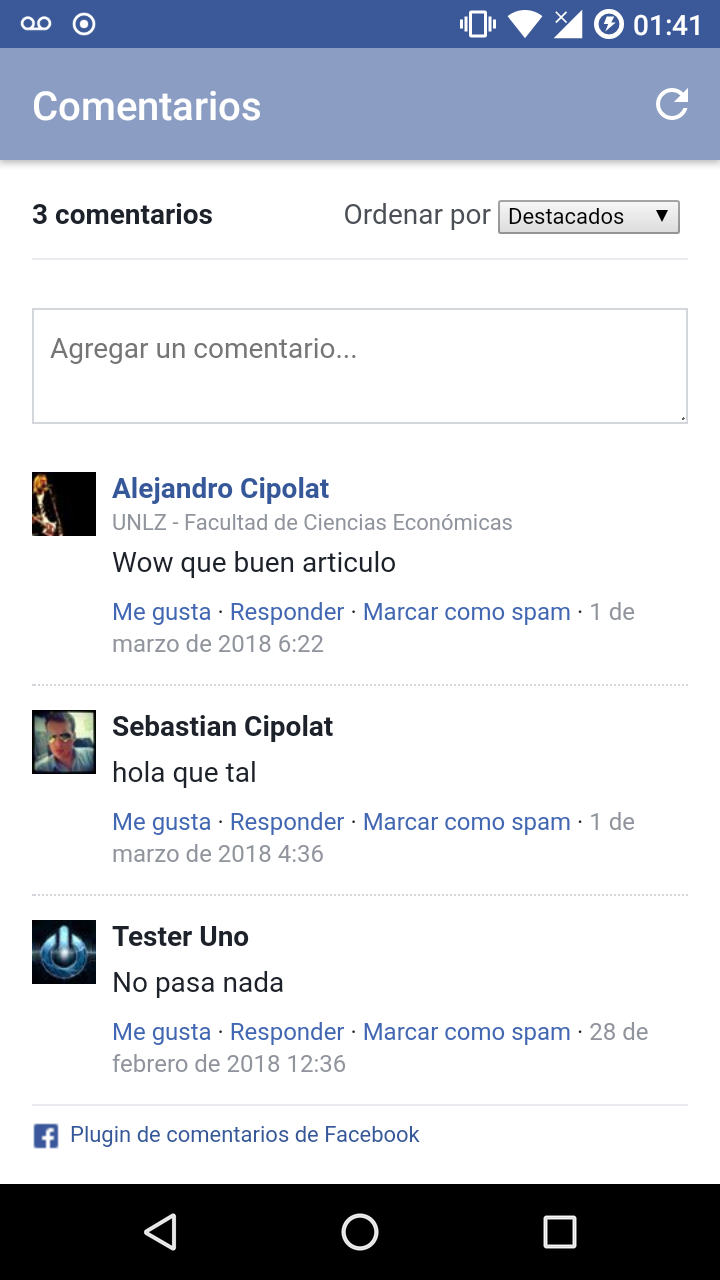 01:41
Comentarios
3 comentarios Ordenar por Destacados
Agregar un comentario...
Alejandro Cipolat
UNLZ - Facultad de Ciencias Económicas
Wow que buen articulo
Me gusta · Responder · Marcar como spam · 1 de
marzo de 2018 6:22
Sebastian Cipolat
hola que tal
Me gusta · Responder · Marcar como spam · 1 de
marzo de 2018 4:36
Tester Uno
No pasa nada
Me gusta · Responder · Marcar como spam · 28 de
febrero de 2018 12:36
Plugin de comentarios de Facebook